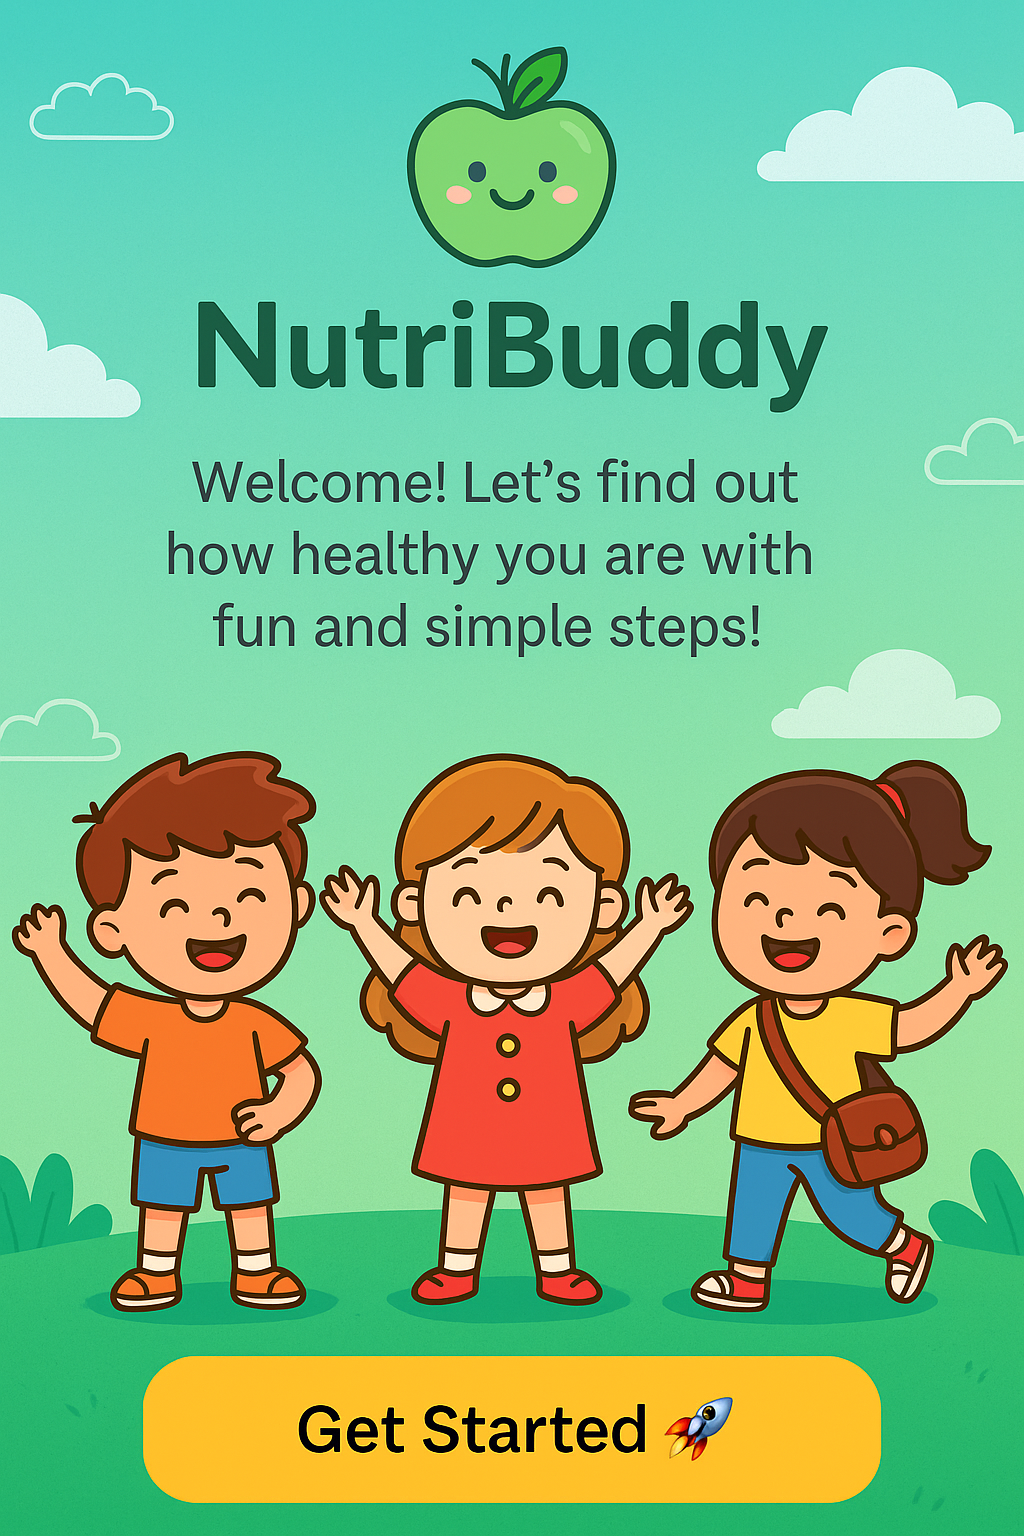 NutriBuddy
Welcome! Let’s find out
how healthy you are with
fun and simple steps!
Get Started 🚀